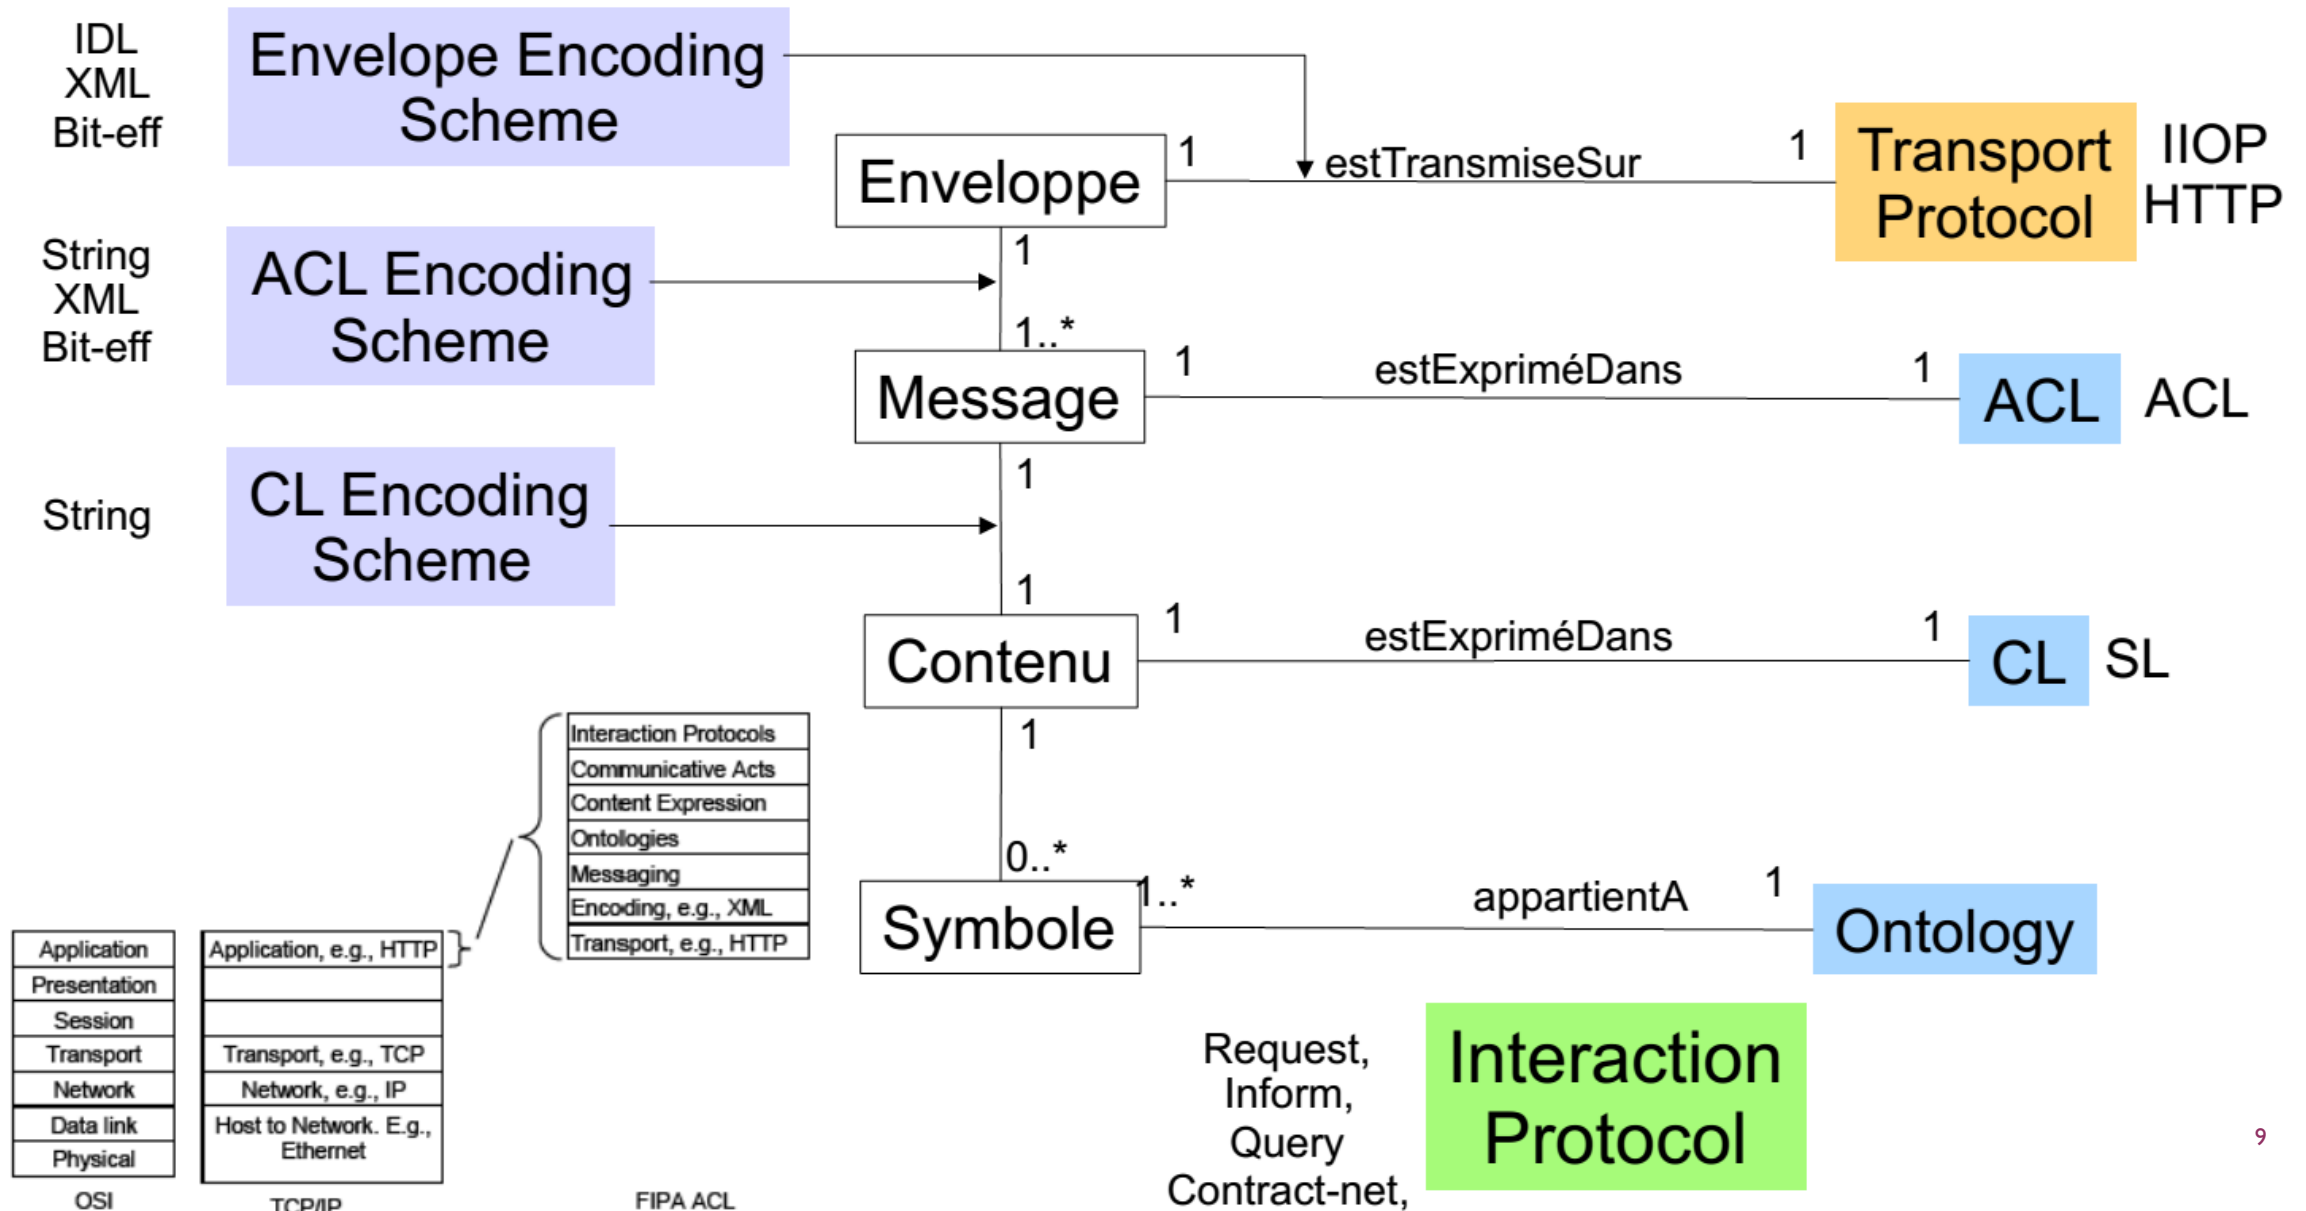 IDL
XML
Bit-eff
Envelope Encoding
Scheme
Enveloppe
1
estTransmiseSur
1
Transport
Protocol
IIOP
HTTP
String
XML
Bit-eff
ACL Encoding
Scheme
1
1..*
Message
1
estExpriméDans
1
ACL
ACL
String
CL Encoding
Scheme
1
1
Contenu
1
estExpriméDans
1
CL
SL
1
0..*
Symbole
1..*
appartientA
1
Ontology
Interaction Protocols
Communicative Acts
Content Expression
Ontologies
Messaging
Encoding, e.g., XML
Transport, e.g., HTTP
FIPA ACL
Application
Presentation
Session
Transport
Network
Data link
Physical
OSI
Application, e.g., HTTP
Transport, e.g., TCP
Network, e.g., IP
Host to Network. E.g.,
Ethernet
TCP/IP
Request,
Inform,
Query
Contract-net,
Interaction
Protocol
9